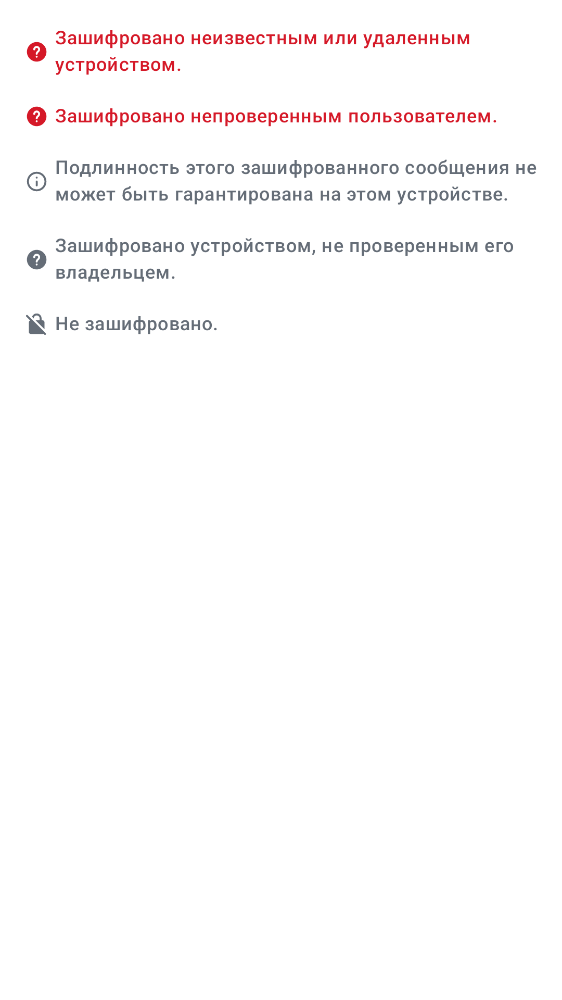 Зашифровано неизвестным или удаленным
устройством.
Зашифровано непроверенным пользователем.
Подлинность этого зашифрованного сообщения не
может быть гарантирована на этом устройстве.
Зашифровано устройством, не проверенным его
владельцем.
Не зашифровано.